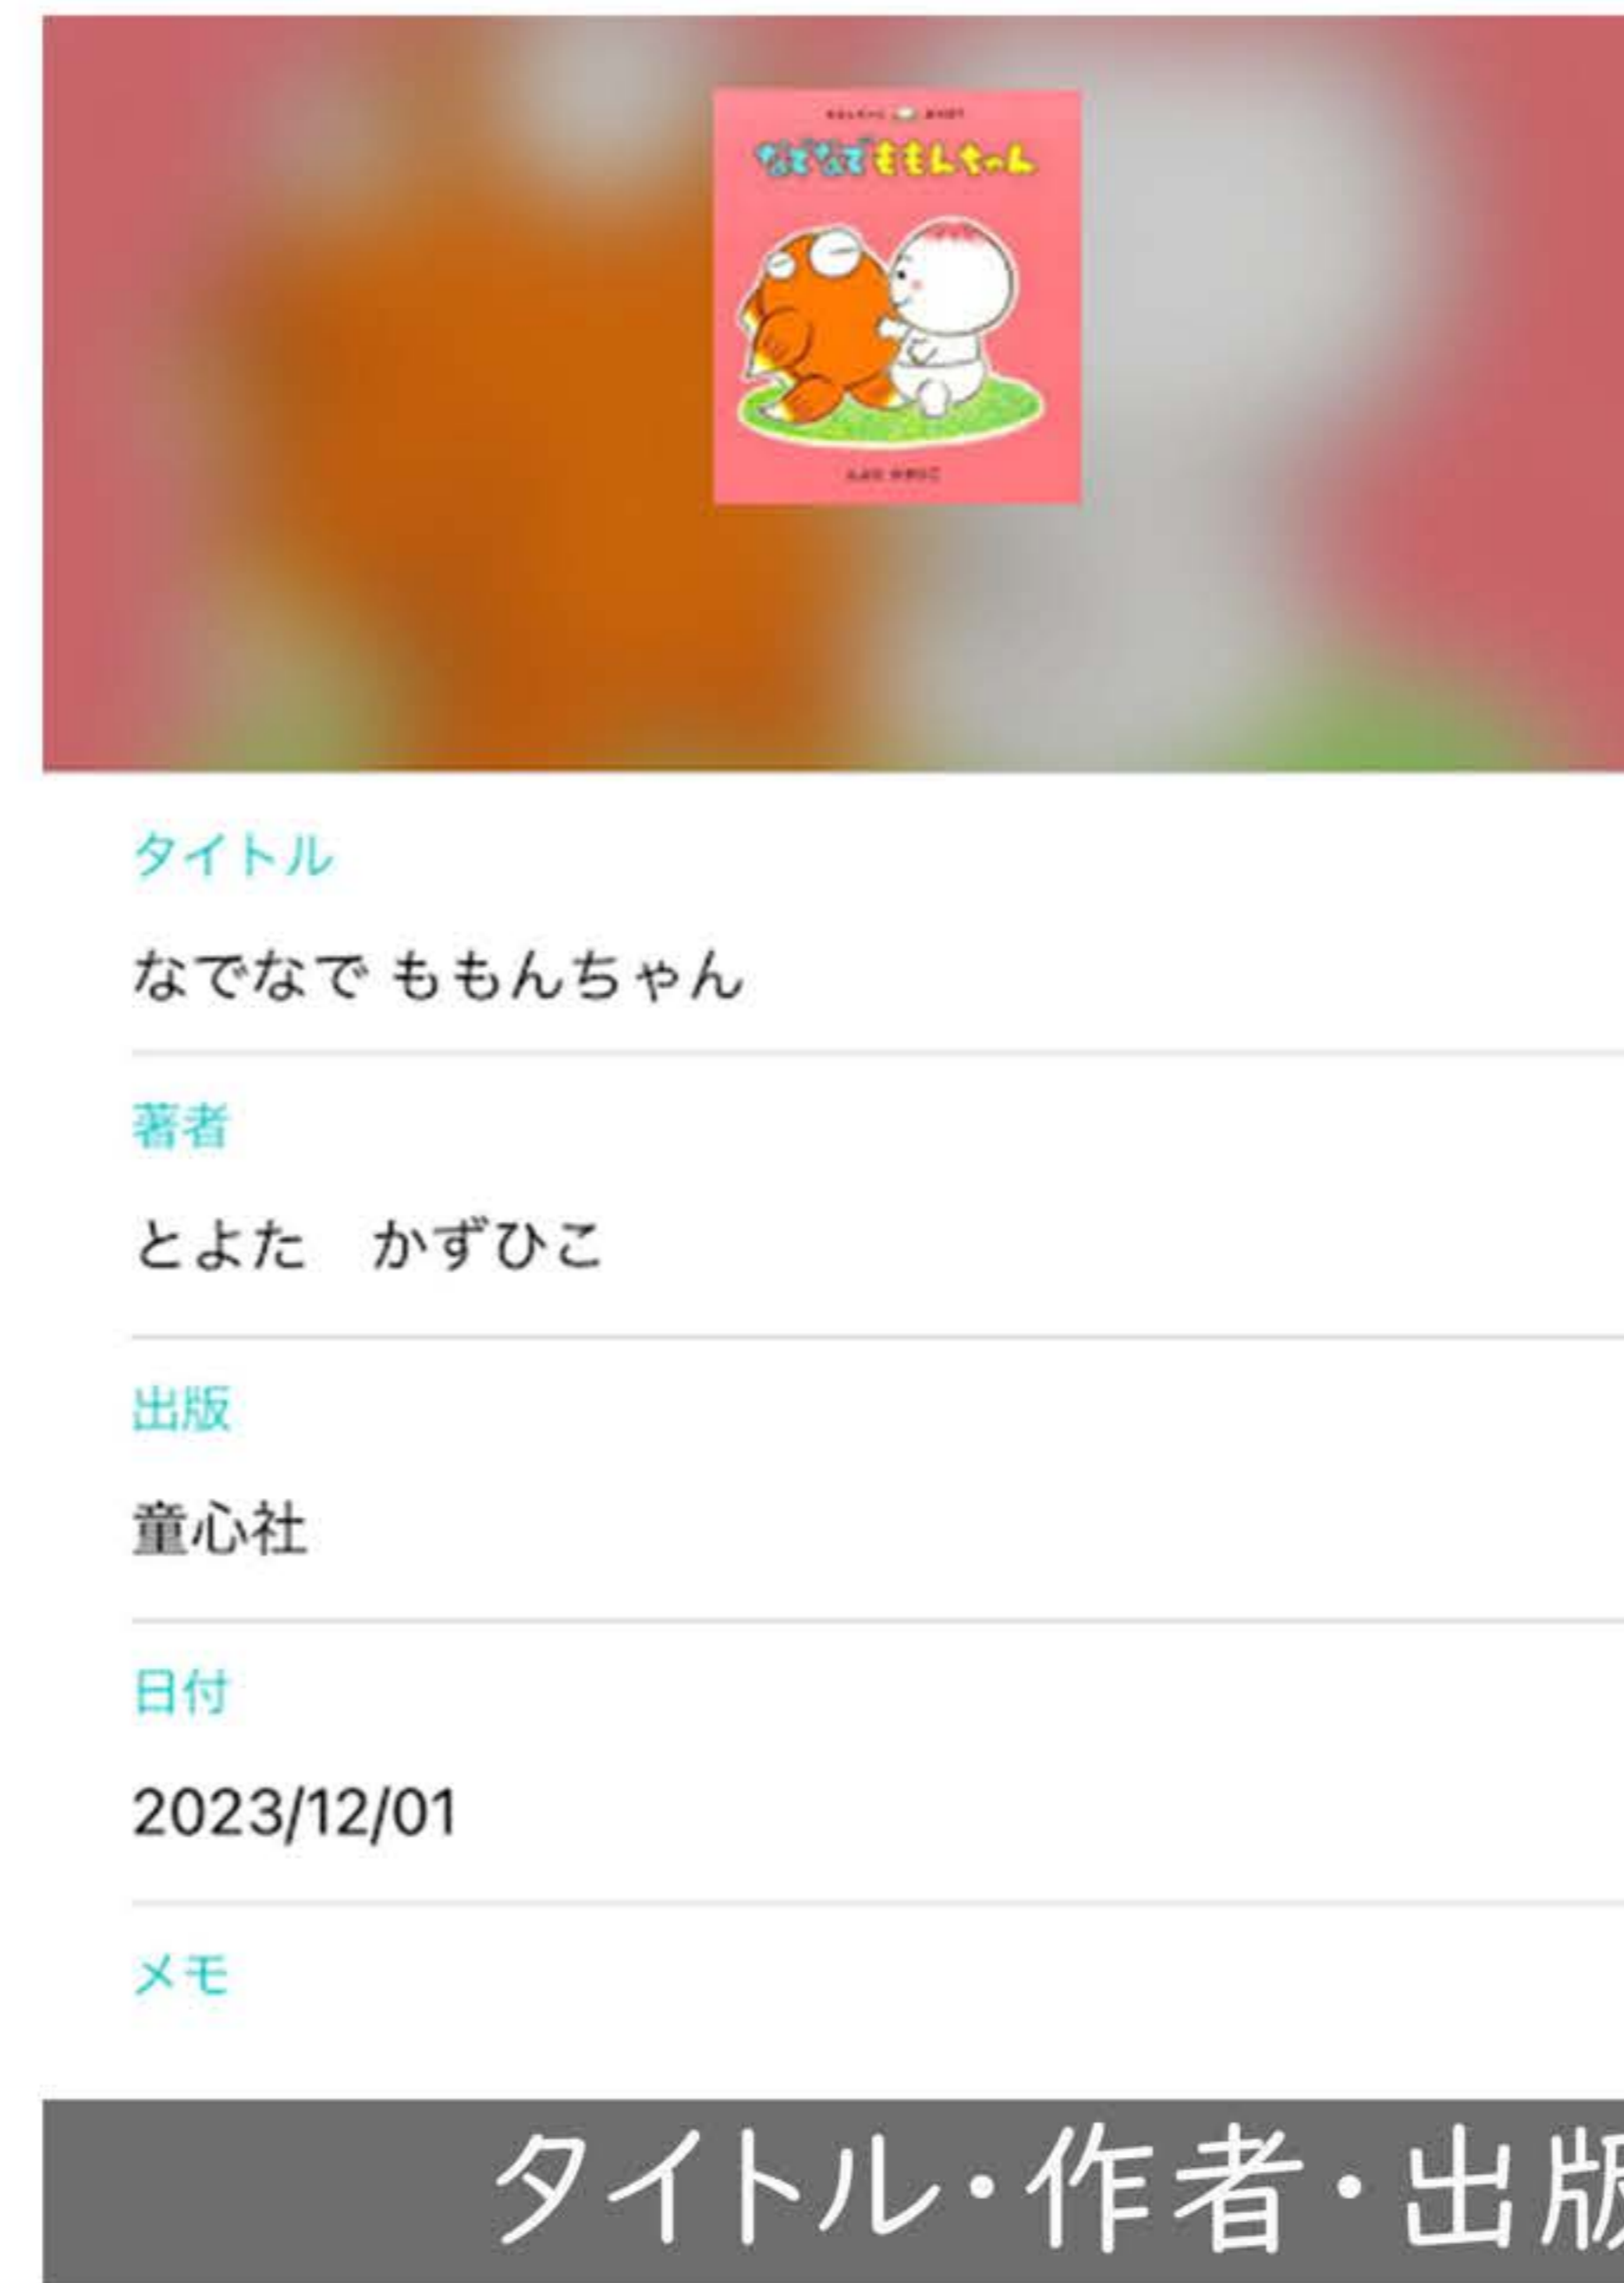 なでなでももんちゃん
タイトル
なでなで ももんちゃん
著者
とよた　かずひこ
出版
童心社
日付
2023/12/01
メモ
タイトル・作者・出版